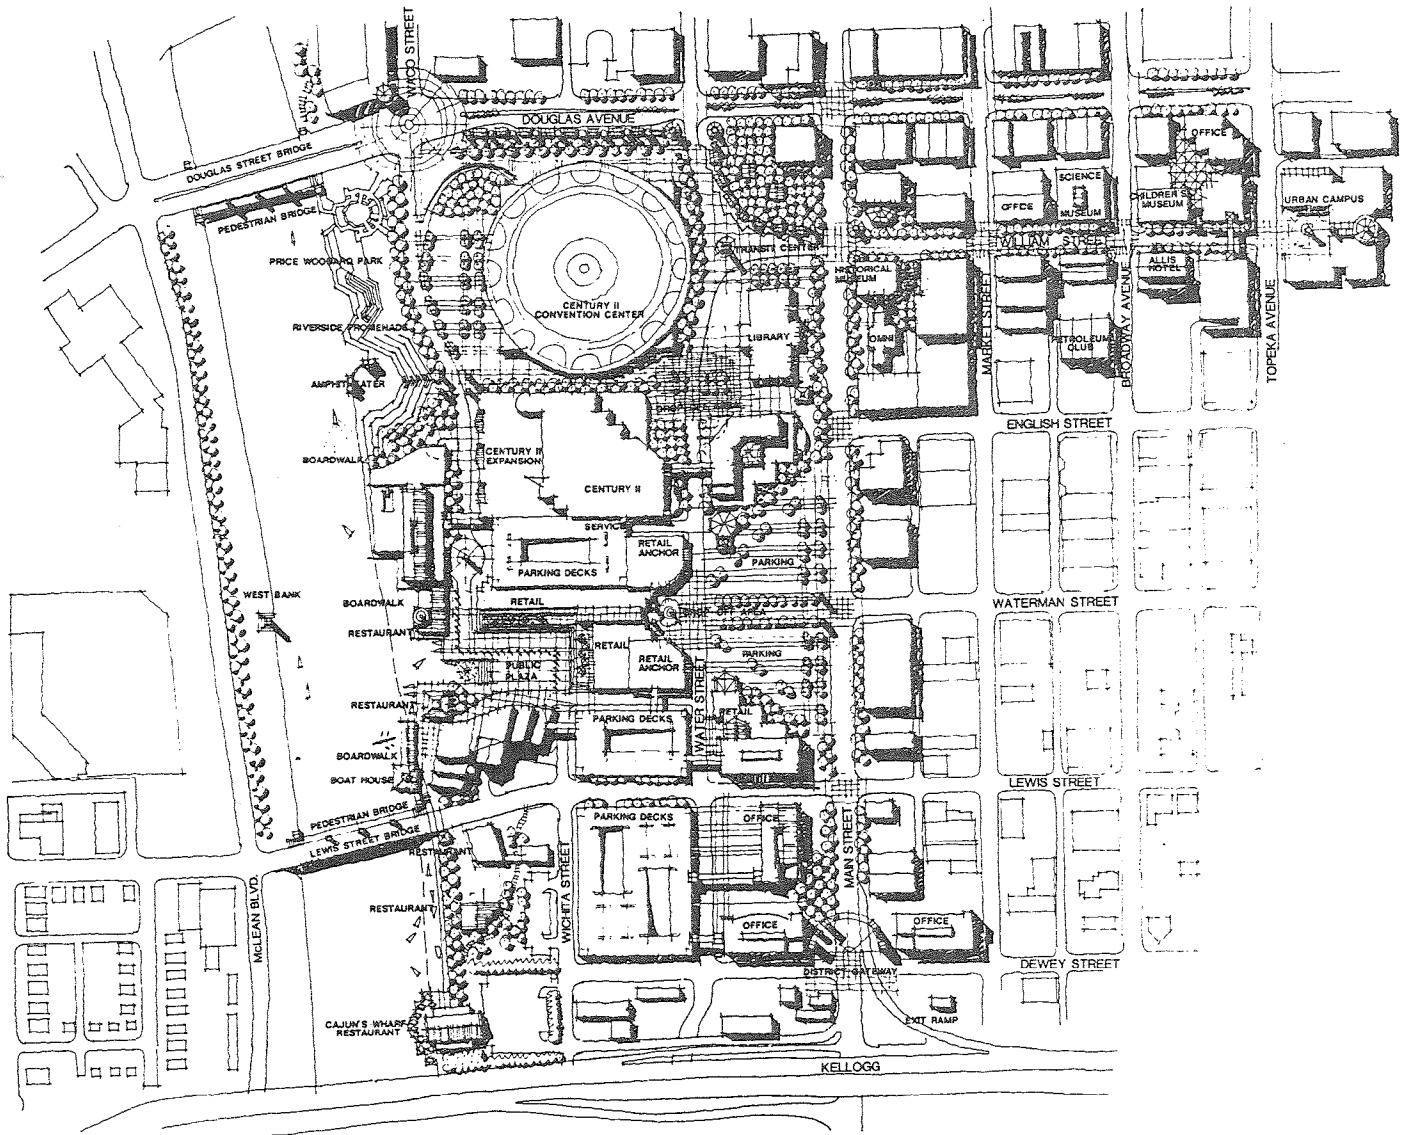 WACO STREET
DOUGLAS AVENUE
DOUGLAS STREET BRIDGE
PEDESTRIAN BRIDGE
PRICE WOODARD PARK
RIVERSIDE PROMENADE
AMPHITHEATER
BOARDWALK
CENTURY II
CONVENTION CENTER
TRANSIT CENTER
HISTORICAL
MUSEUM
LIBRARY
OMNI
OFFICE
SCIENCE
MUSEUM
CHILDREN'S
MUSEUM
OFFICE
URBAN CAMPUS
WILLIAM STREET
ALLIS
HOTEL
PETROLEUM
CLUB
MARKET STREET
BROADWAY AVENUE
TOPEKA AVENUE
ENGLISH STREET
CENTURY II
EXPANSION
CENTURY II
SERVICE
RETAIL
ANCHOR
PARKING DECKS
PARKING
WEST BANK
BOARDWALK
RESTAURANT
RETAIL
DROP OFF AREA
WATERMAN STREET
RETAIL
RETAIL
ANCHOR
PARKING
PUBLIC
PLAZA
RESTAURANT
WATER STREET
RETAIL
PARKING DECKS
BOARDWALK
BOAT HOUSE
LEWIS STREET
PEDESTRIAN BRIDGE
LEWIS STREET BRIDGE
RESTAURANT
PARKING DECKS
OFFICE
MAIN STREET
McLEAN BLVD.
RESTAURANT
WICHITA STREET
OFFICE
OFFICE
DISTRICT GATEWAY
DEWEY STREET
CAJUN'S WHARF
RESTAURANT
EXIT RAMP
KELLOGG